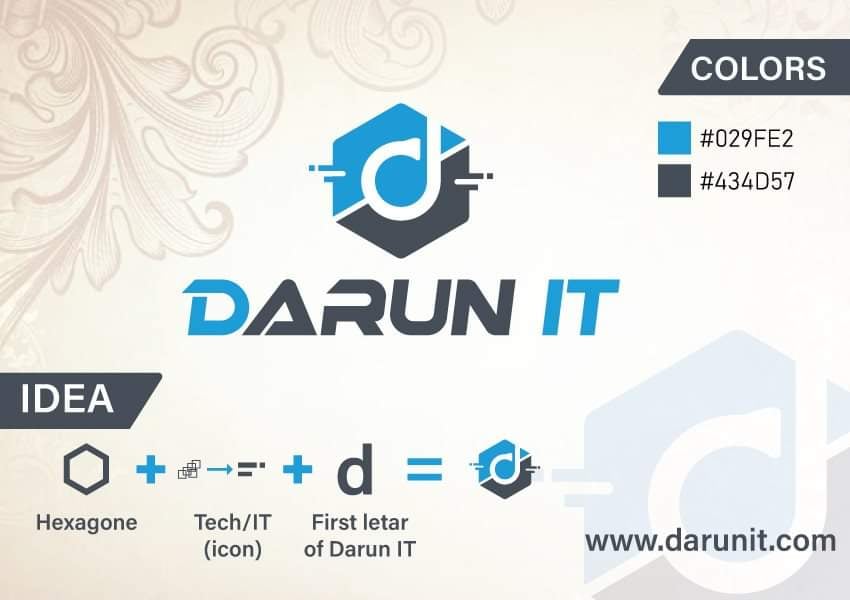 COLORS
#029FE2
#434D57
d
DARUN IT
IDEA
d
Hexagone
Tech/IT
(icon)
First letar
of Darun IT
www.darunit.com